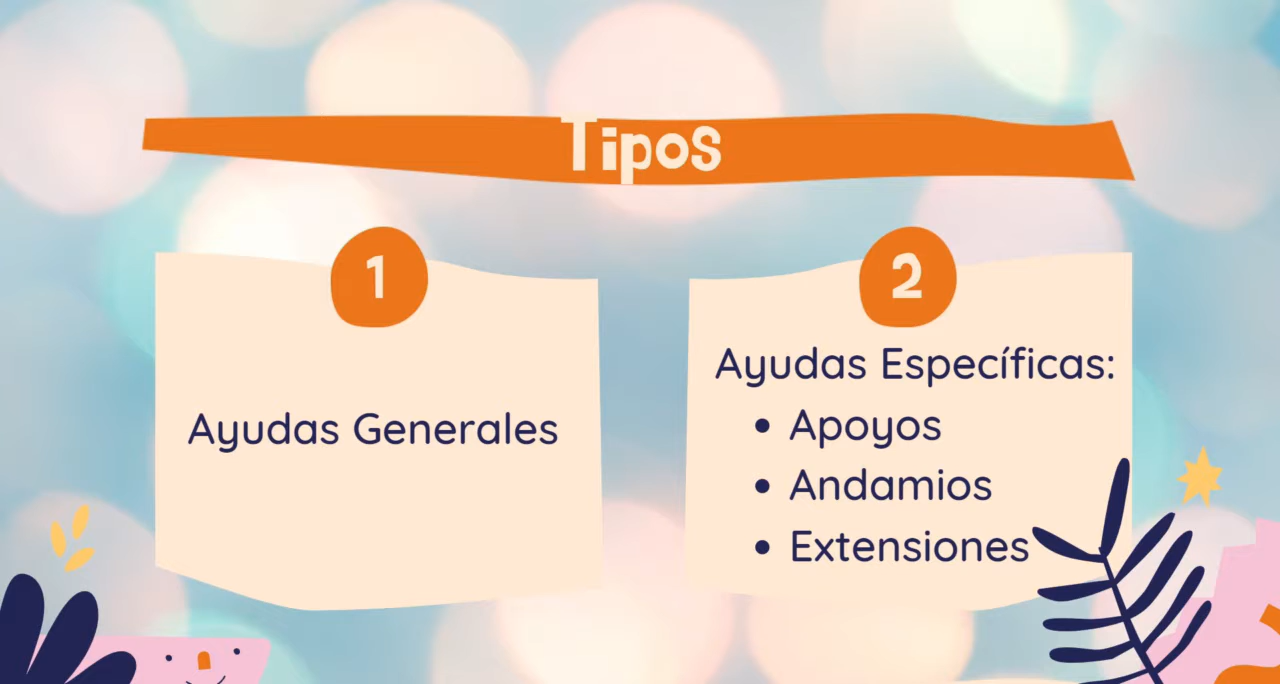 Tipos
1
Ayudas Generales
2
Ayudas Específicas:
• Apoyos
• Andamios
• Extensiones